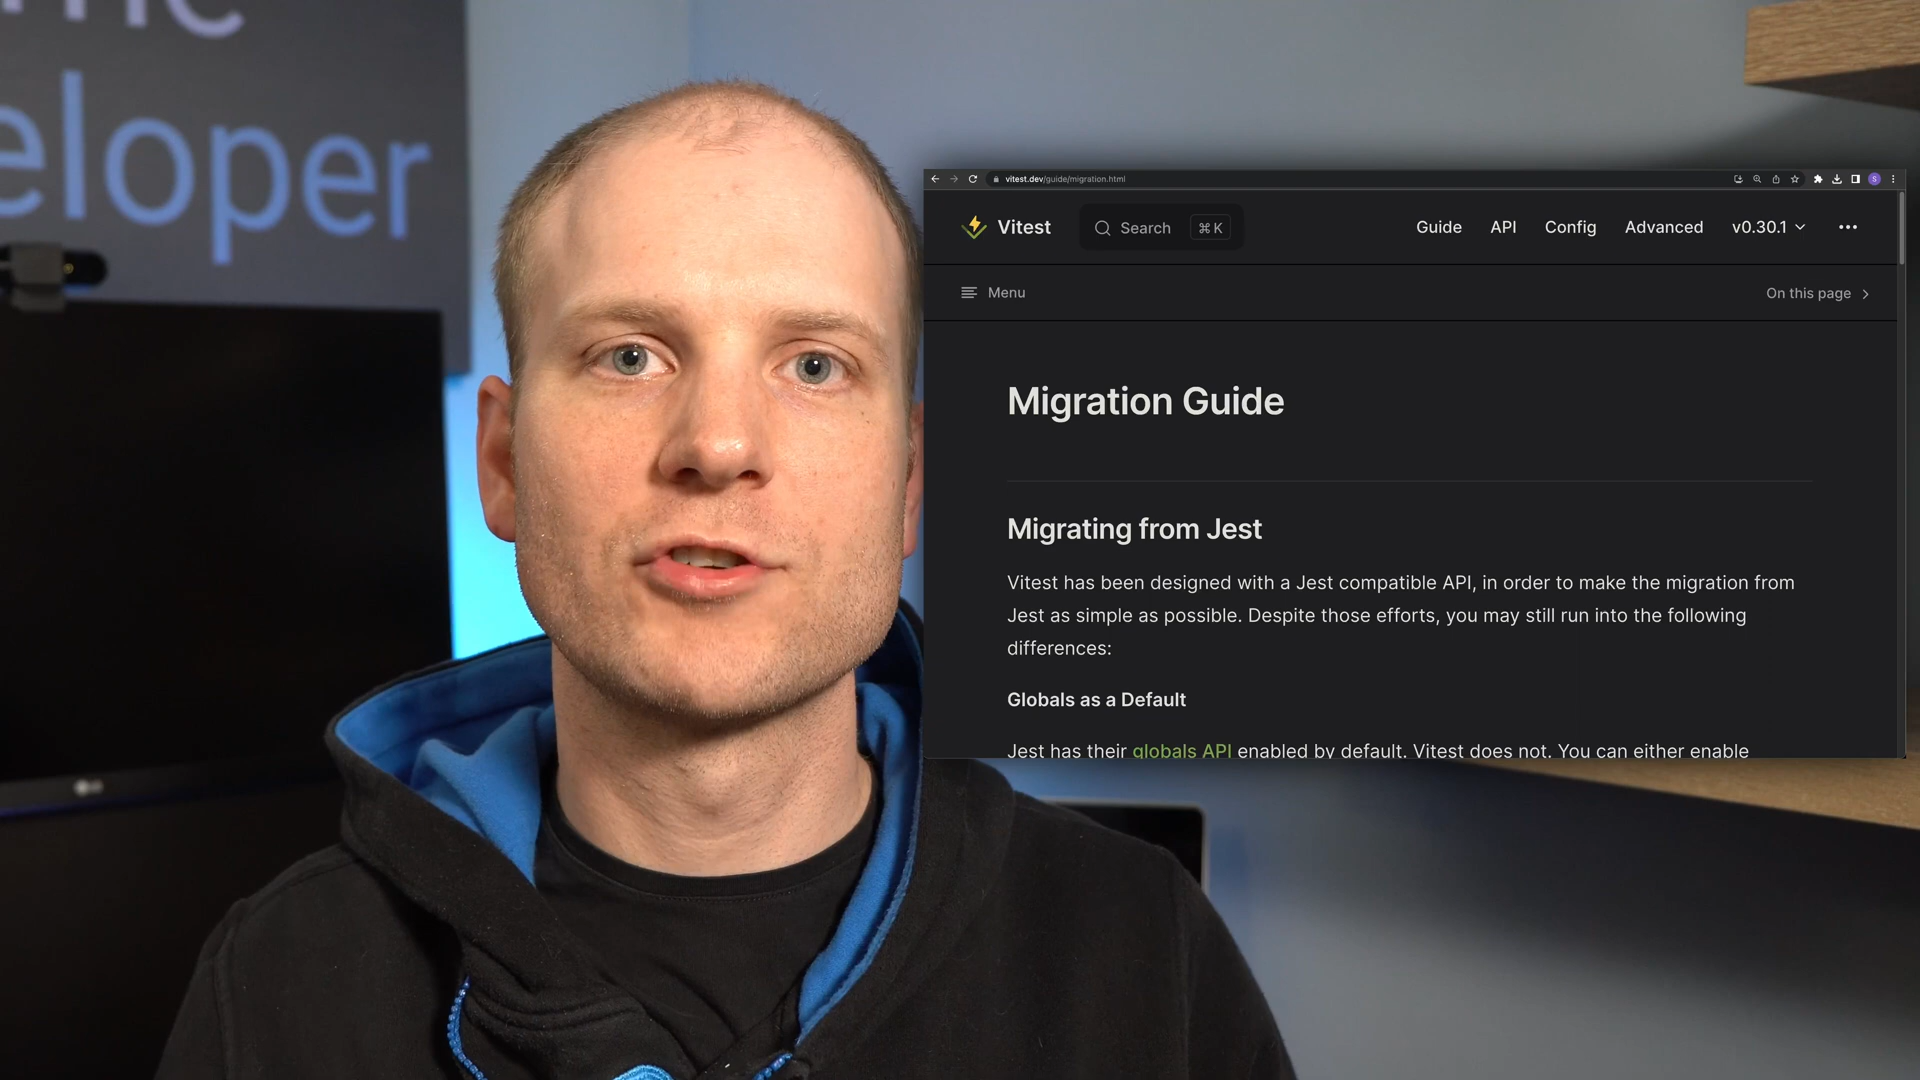 eloper
vitest.dev/guide/migration.html
S
Vitest
Search
⌘ K
Guide
API
Config
Advanced
v0.30.1
Menu
On this page
Migration Guide
Migrating from Jest
Vitest has been designed with a Jest compatible API, in order to make the migration from
Jest as simple as possible. Despite those efforts, you may still run into the following
differences:
Globals as a Default
Jest has their globals API enabled by default. Vitest does not. You can either enable
LG